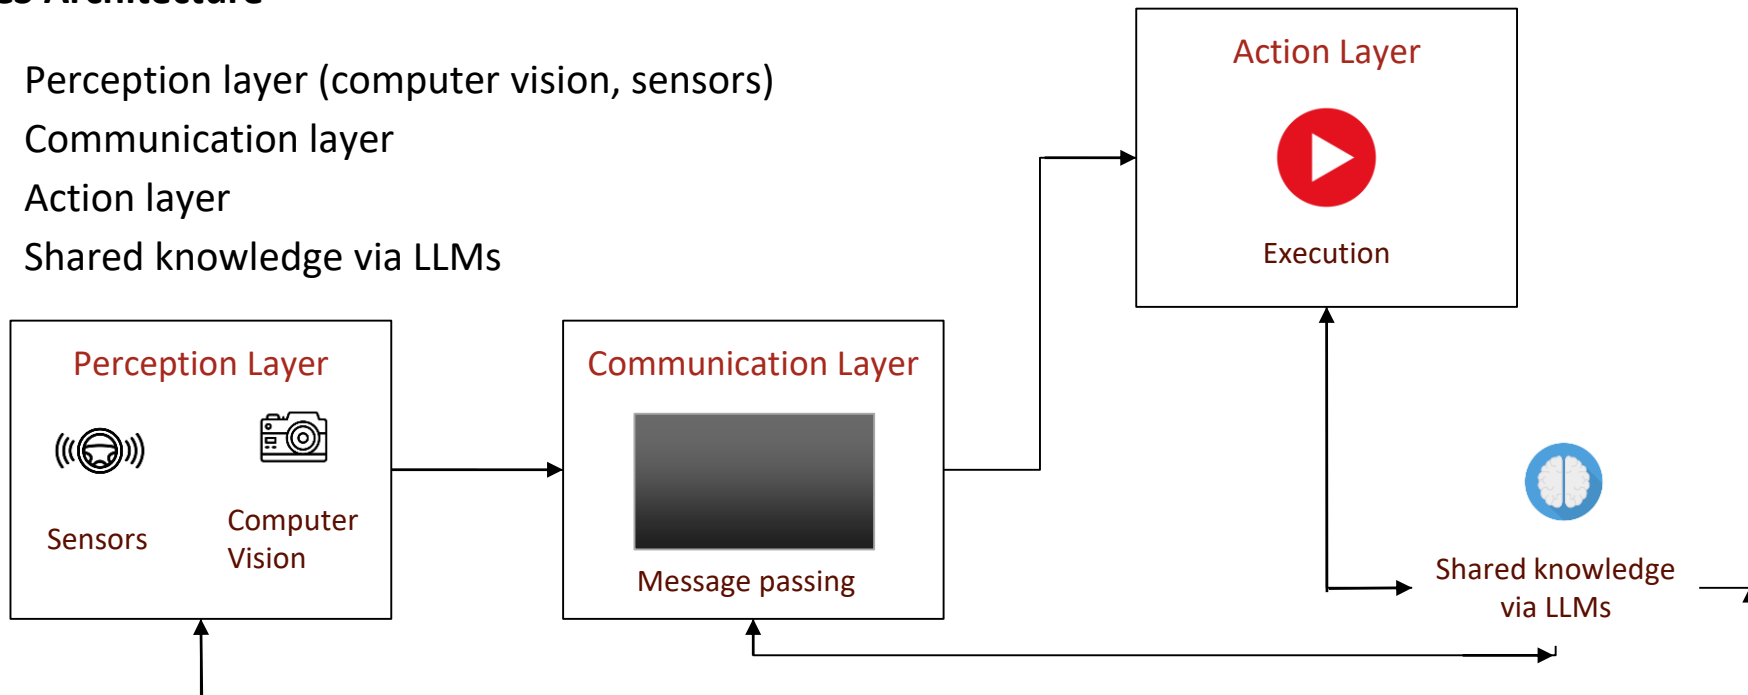 Architecture
Perception layer (computer vision, sensors)
Communication layer
Action layer
Shared knowledge via LLMs
Action Layer
Execution
Perception Layer
Sensors
Computer
Vision
Communication Layer
Message passing
Shared knowledge
via LLMs